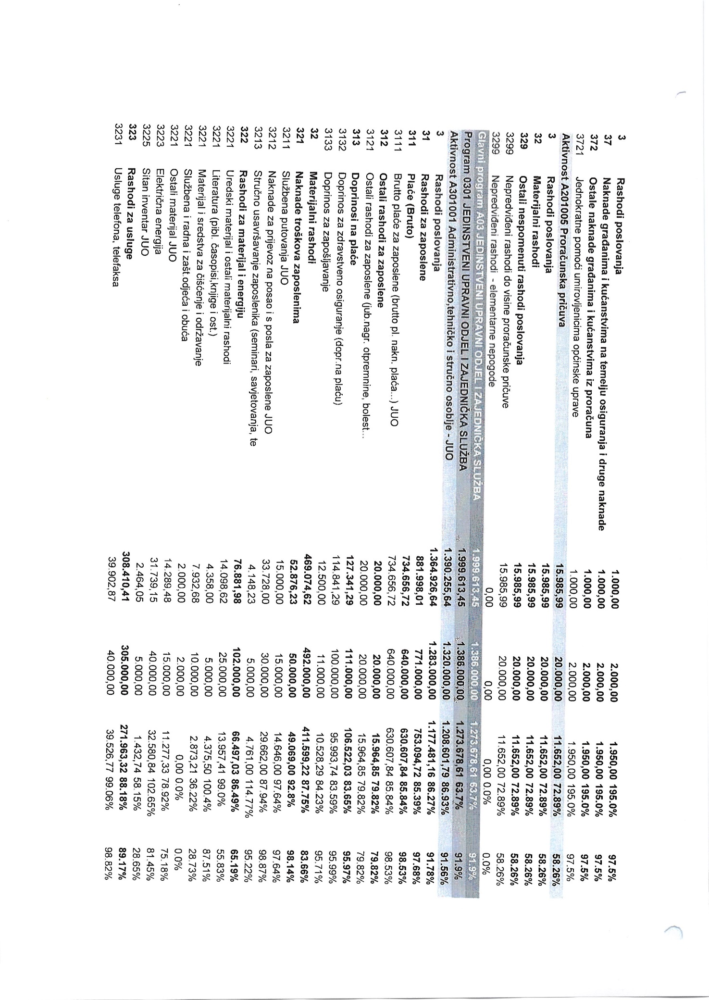 3 Rashodi poslovanja 1.000,00 2.000,00 1.950,00 195.0% 97.5%
37 Naknade građanima i kućanstvima na temelju osiguranja i druge naknade 1.000,00 2.000,00 1.950,00 195.0% 97.5%
372 Ostale naknade građanima i kućanstvima iz proračuna 1.000,00 2.000,00 1.950,00 195.0% 97.5%
3721 Jednokratne pomoći umirovljenicima općinske uprave 1.000,00 2.000,00 1.950,00 195.0% 97.5%
Aktivnost A201005 Proračunska pričuva 15.985,99 20.000,00 11.652,00 72.89% 58.26%
3 Rashodi poslovanja 15.985,99 20.000,00 11.652,00 72.89% 58.26%
32 Materijalni rashodi 15.985,99 20.000,00 11.652,00 72.89% 58.26%
329 Ostali nespomenuti rashodi poslovanja 15.985,99 20.000,00 11.652,00 72.89% 58.26%
3299 Nepredviđeni rashodi do visine proračunske pričuve 15.985,99 20.000,00 11.652,00 72.89% 58.26%
3299 Nepredviđeni rashodi - elementarne nepogode 0,00 0,00 0,00 0.0% 0.0%
Glavni program A03 JEDINSTVENI UPRAVNI ODJEL I ZAJEDNIČKA SLUŽBA 1.999.613,45 1.386.000,00 1.273.678,61 63.7% 91.9%
Program 0301 JEDINSTVENI UPRAVNI ODJEL I ZAJEDNIČKA SLUŽBA 1.999.613,45 1.386.000,00 1.273.678,61 63.7% 91.9%
Aktivnost A301001 Administrativno,tehničko i stručno osoblje - JUO 1.390.255,64 1.320.000,00 1.208.601,79 86.93% 91.56%
3 Rashodi poslovanja 1.364.926,64 1.283.000,00 1.177.481,16 86.27% 91.78%
31 Rashodi za zaposlene 881.998,01 771.000,00 753.094,72 85.39% 97.68%
311 Plaće (Bruto) 734.656,72 640.000,00 630.607,84 85.84% 98.53%
3111 Brutto plaće za zaposlene (brutto pl. nakn. plaća...) JUO 734.656,72 640.000,00 630.607,84 85.84% 98.53%
312 Ostali rashodi za zaposlene 20.000,00 20.000,00 15.964,85 79.82% 79.82%
3121 Ostali rashodi za zaposlene (jub.nagr. otpremnine, bolest... 20.000,00 20.000,00 15.964,85 79.82% 79.82%
313 Doprinosi na plaće 127.341,29 111.000,00 106.522,03 83.65% 95.97%
3132 Doprinos za zdravstveno osiguranje (dopr.na plaću) 114.841,29 100.000,00 95.993,74 83.59% 95.99%
3133 Doprinos za zapošljavanje 12.500,00 11.000,00 10.528,29 84.23% 95.71%
32 Materijalni rashodi 469.074,62 492.000,00 411.599,22 87.75% 83.66%
321 Naknade troškova zaposlenima 52.876,23 50.000,00 49.069,00 92.8% 98.14%
3211 Službena putovanja JUO 15.000,00 15.000,00 14.646,00 97.64% 97.64%
3212 Naknade za prijevoz na posao i s posla za zaposlene JUO 33.728,00 30.000,00 29.662,00 87.94% 98.87%
3213 Stručno usavršavanje zaposlenika (seminari, savjetovanja, te 4.148,23 5.000,00 4.761,00 114.77% 95.22%
322 Rashodi za materijal i energiju 76.881,98 102.000,00 66.497,03 86.49% 65.19%
3221 Uredski materijal i ostali materijalni rashodi 14.098,62 25.000,00 13.957,41 99.0% 55.83%
3221 Literatura (pibl. časopisi,knjige i ost.) 4.358,00 5.000,00 4.375,50 100.4% 87.51%
3221 Materijal i sredstva za čišćenje i održavanje 7.932,68 10.000,00 2.873,21 36.22% 28.73%
3221 Službena i radna i zašt.odjeća i obuća 2.000,00 2.000,00 0,00 0.0% 0.0%
3221 Ostali materijal JUO 14.289,48 15.000,00 11.277,33 78.92% 75.18%
3223 Električna energija 31.739,15 40.000,00 32.580,84 102.65% 81.45%
3225 Sitan inventar JUO 2.464,05 5.000,00 1.432,74 58.15% 28.65%
323 Rashodi za usluge 308.410,41 305.000,00 271.963,32 88.18% 89.17%
3231 Usluge telefona, telefaksa 39.902,87 40.000,00 39.526,77 99.06% 98.82%